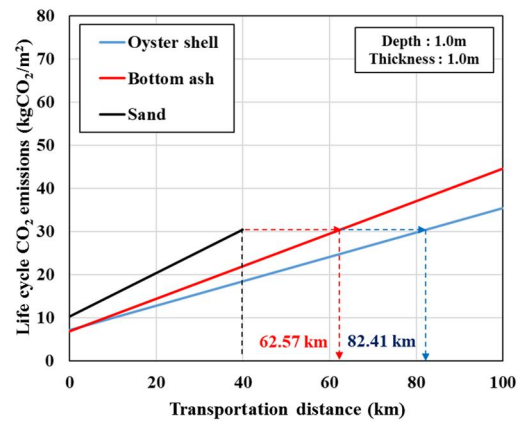 Life cycle CO₂ emissions (kgCO₂/m²)
80
70
60
50
40
30
20
10
0
Oyster shell
Bottom ash
Sand
Depth : 1.0m
Thickness : 1.0m
62.57 km
82.41 km
0
20
40
60
80
100
Transportation distance (km)